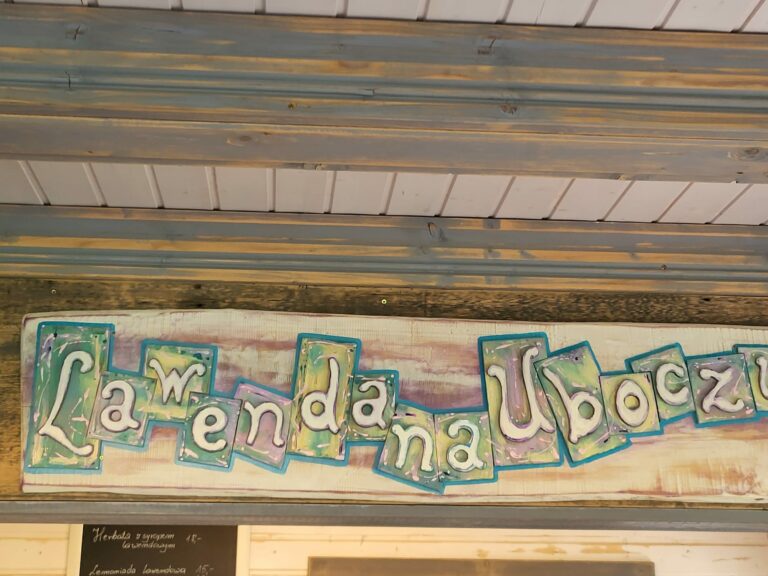 Lawenda na Uboczu
Herbata z syropem 18,-
lawendowym
Lemoniada lawendowa 15,-